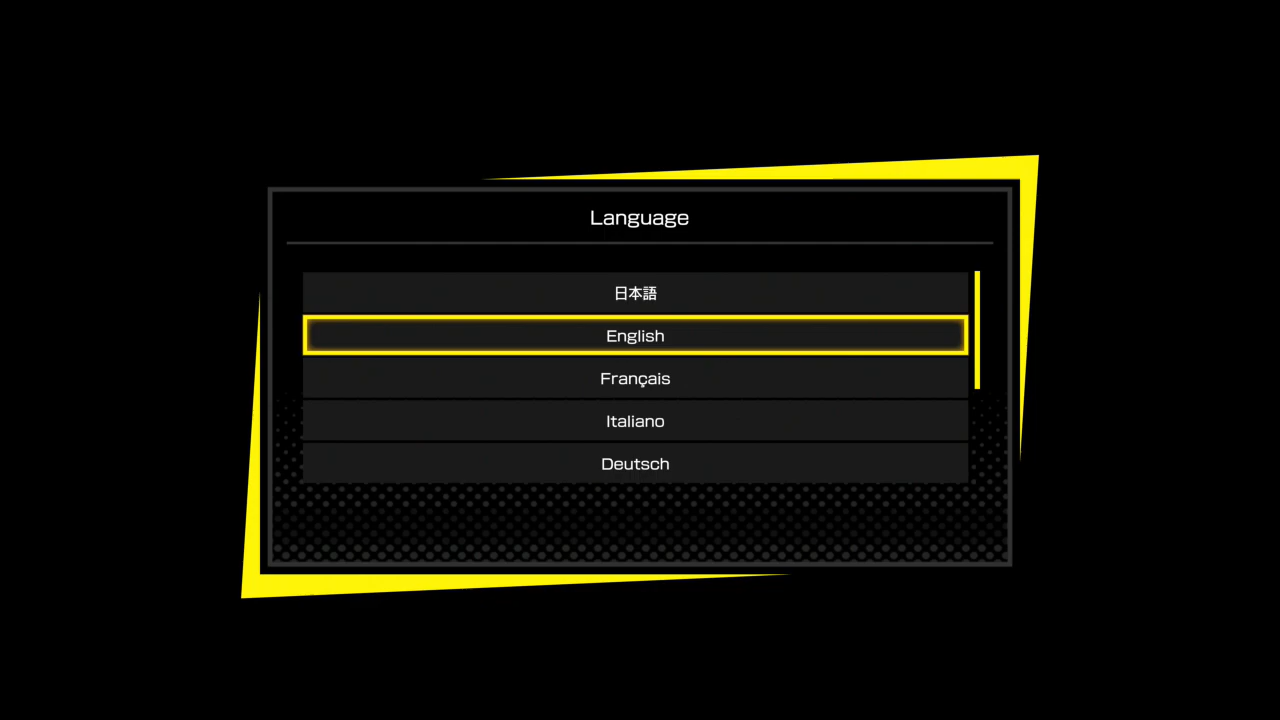 Language
日本語
English
Français
Italiano
Deutsch